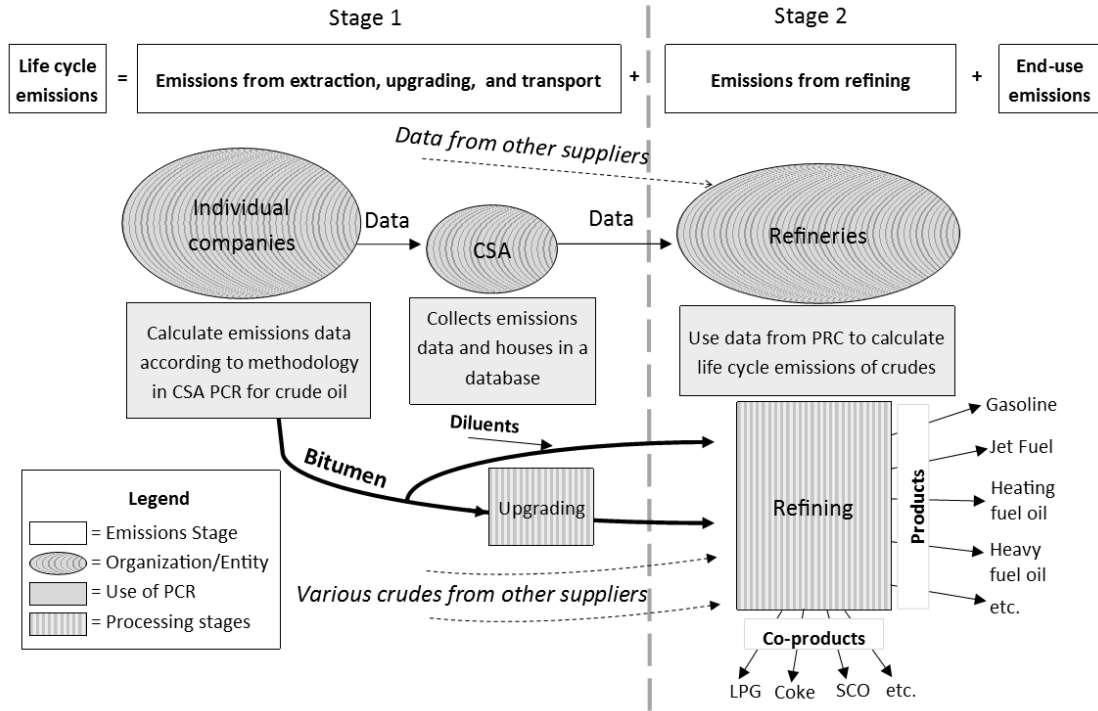 Stage 1
Stage 2
Life cycle
emissions
=
Emissions from extraction, upgrading, and transport
+
Emissions from refining
+
End-use
emissions
Data from other suppliers
Individual
companies
Data
CSA
Data
Refineries
Calculate emissions data
according to methodology
in CSA PCR for crude oil
Collects emissions
data and houses in a
database
Use data from PRC to calculate
life cycle emissions of crudes
Diluents
Bitumen
Upgrading
Refining
Products
Gasoline
Jet Fuel
Heating
fuel oil
Heavy
fuel oil
etc.
Legend
= Emissions Stage
= Organization/Entity
= Use of PCR
= Processing stages
Various crudes from other suppliers
Co-products
LPG
Coke
SCO
etc.